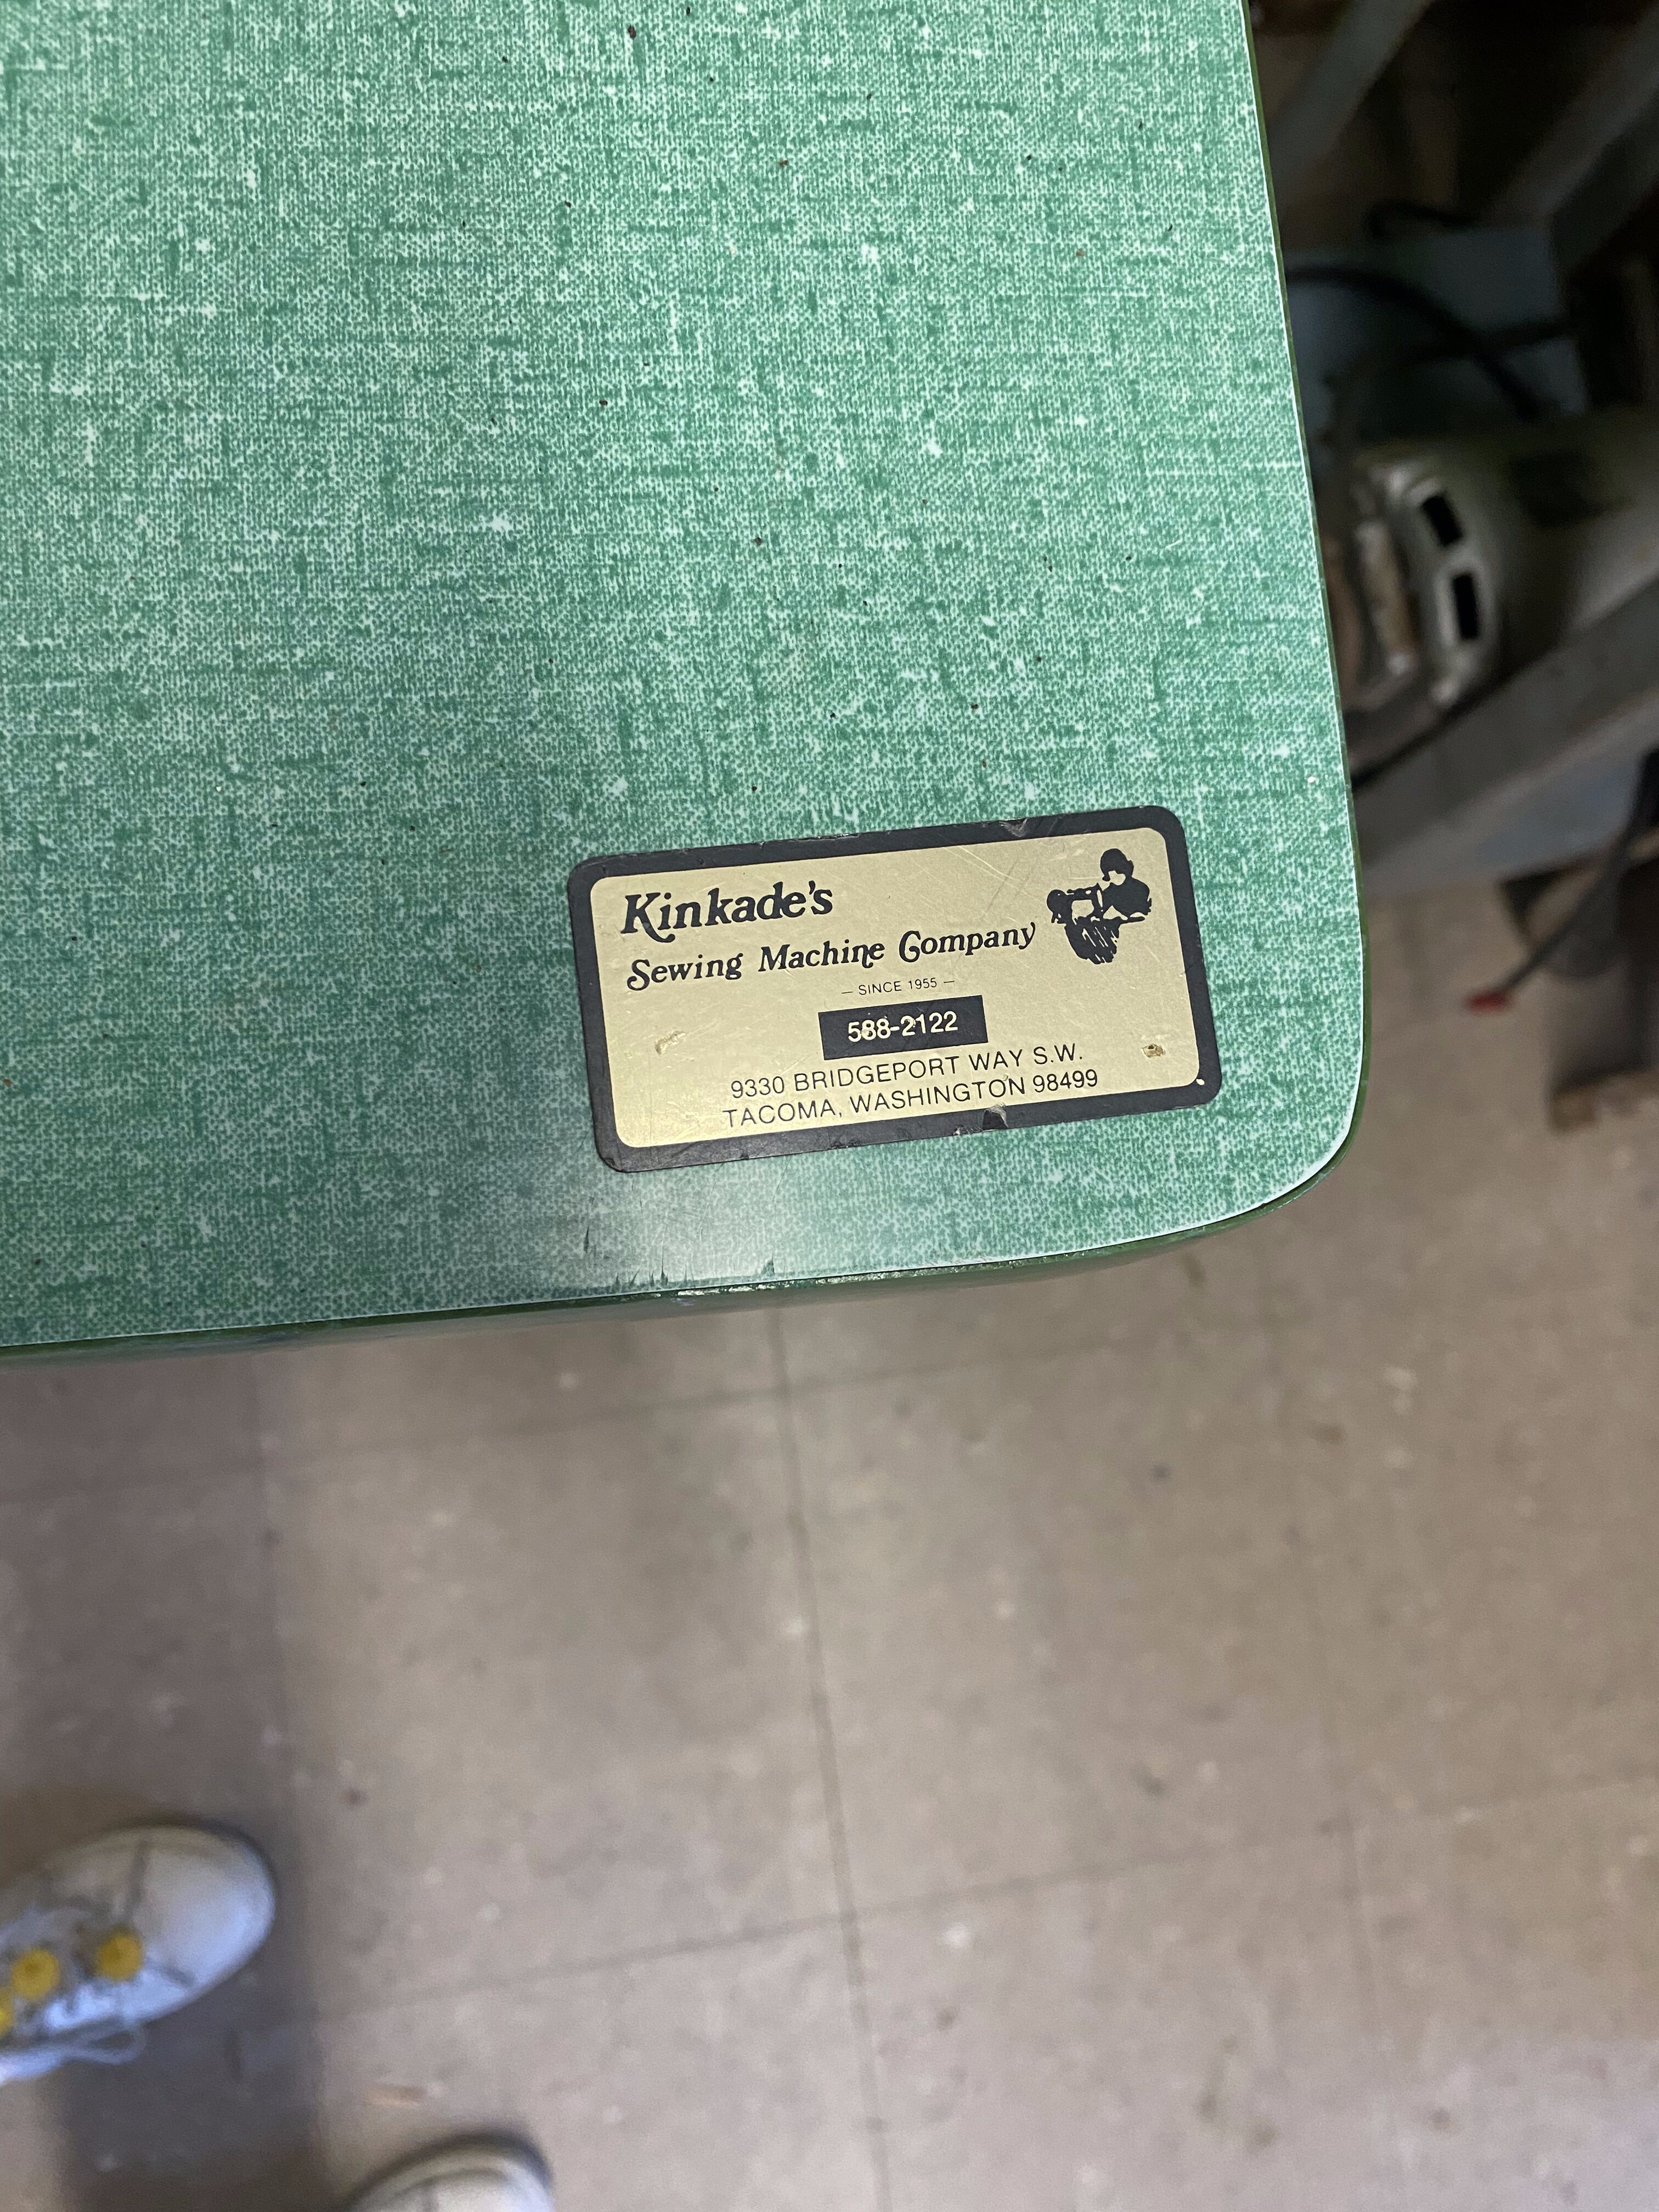 Kinkade's
Sewing Machine Company
— SINCE 1955 —
588-2122
9330 BRIDGEPORT WAY S.W.
TACOMA, WASHINGTON 98499